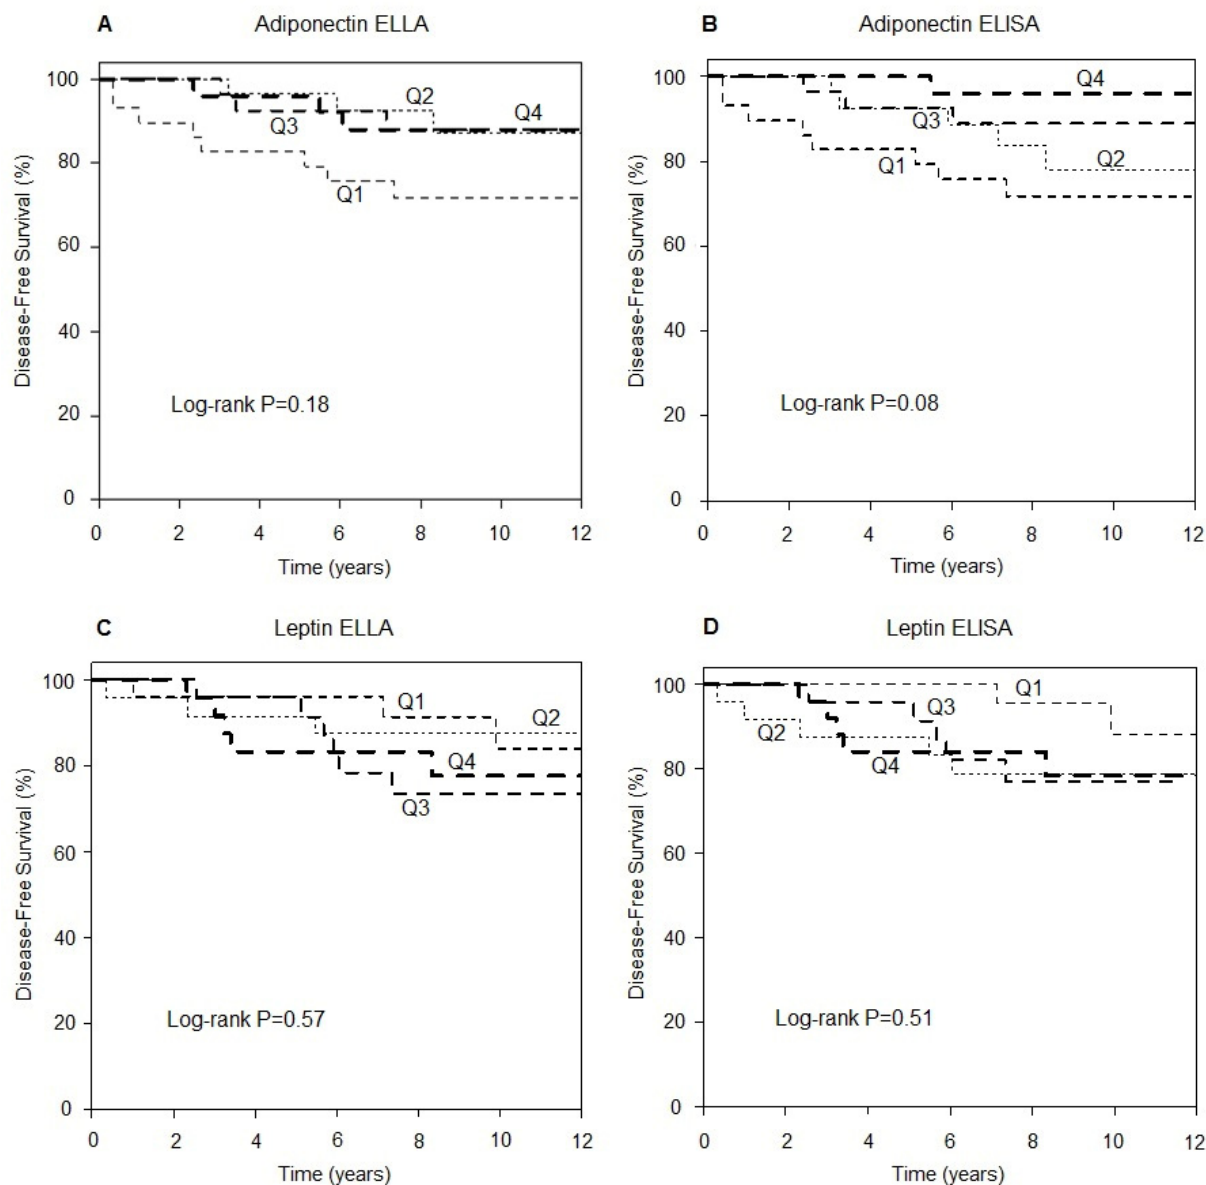 A Adiponectin ELLA
100
80
60
40
20
0
Disease-Free Survival (%)
Q2
Q4
Q3
Q1
Log-rank P=0.18
0 2 4 6 8 10 12
Time (years)
B Adiponectin ELISA
100
80
60
40
20
0
Disease-Free Survival (%)
Q4
Q3
Q2
Q1
Log-rank P=0.08
0 2 4 6 8 10 12
Time (years)
C Leptin ELLA
100
80
60
40
20
0
Disease-Free Survival (%)
Q1
Q2
Q4
Q3
Log-rank P=0.57
0 2 4 6 8 10 12
Time (years)
D Leptin ELISA
100
80
60
40
20
0
Disease-Free Survival (%)
Q1
Q3
Q2
Q4
Log-rank P=0.51
0 2 4 6 8 10 12
Time (years)